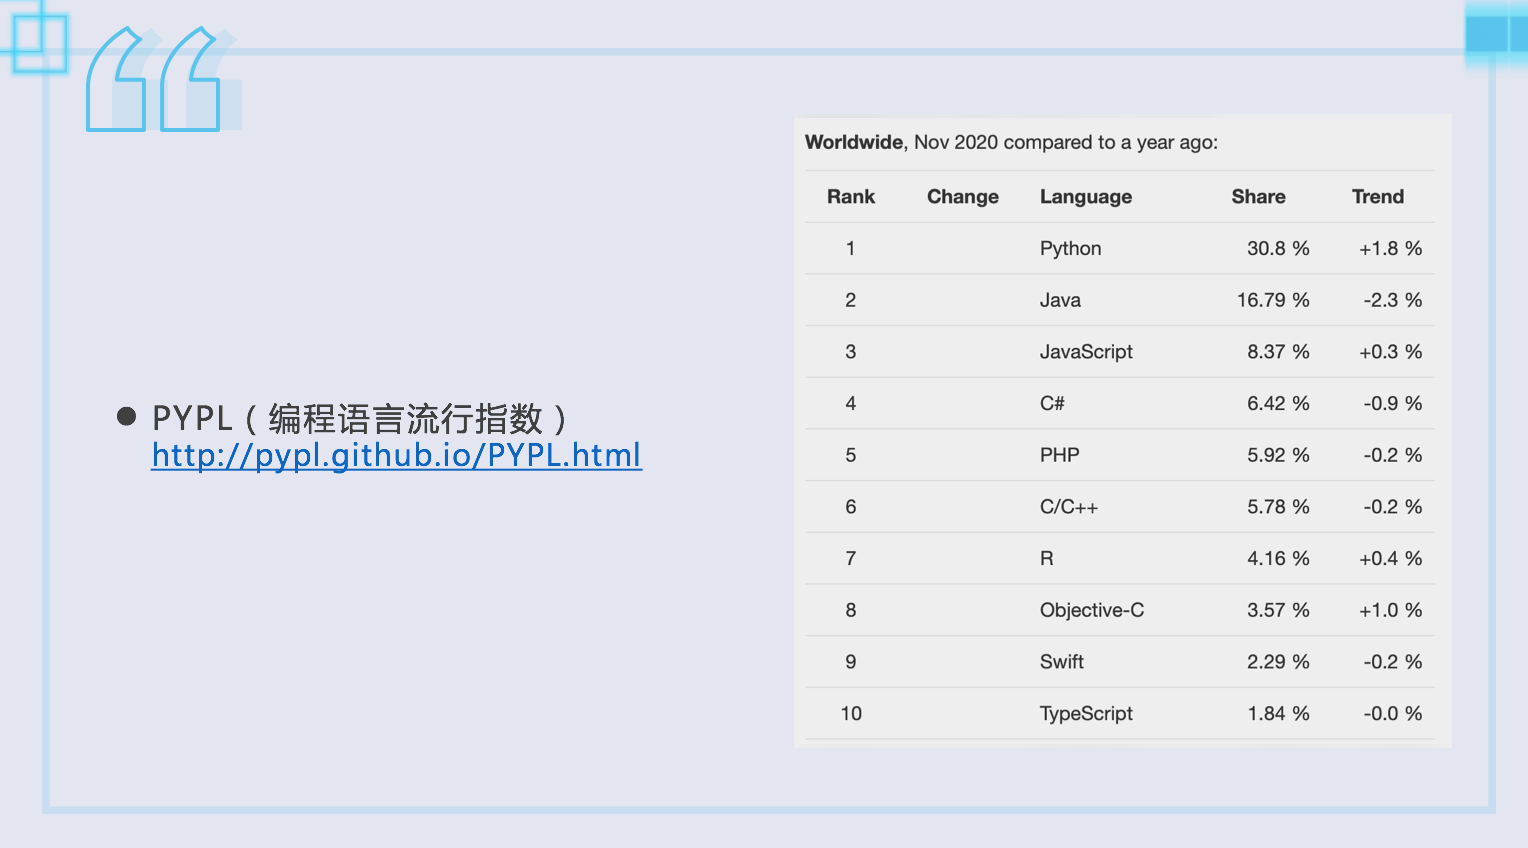 ● PYPL（编程语言流行指数）
http://pypl.github.io/PYPL.html
Worldwide, Nov 2020 compared to a year ago:
Rank Change Language Share Trend
1 Python 30.8 % +1.8 %
2 Java 16.79 % -2.3 %
3 JavaScript 8.37 % +0.3 %
4 C# 6.42 % -0.9 %
5 PHP 5.92 % -0.2 %
6 C/C++ 5.78 % -0.2 %
7 R 4.16 % +0.4 %
8 Objective-C 3.57 % +1.0 %
9 Swift 2.29 % -0.2 %
10 TypeScript 1.84 % -0.0 %